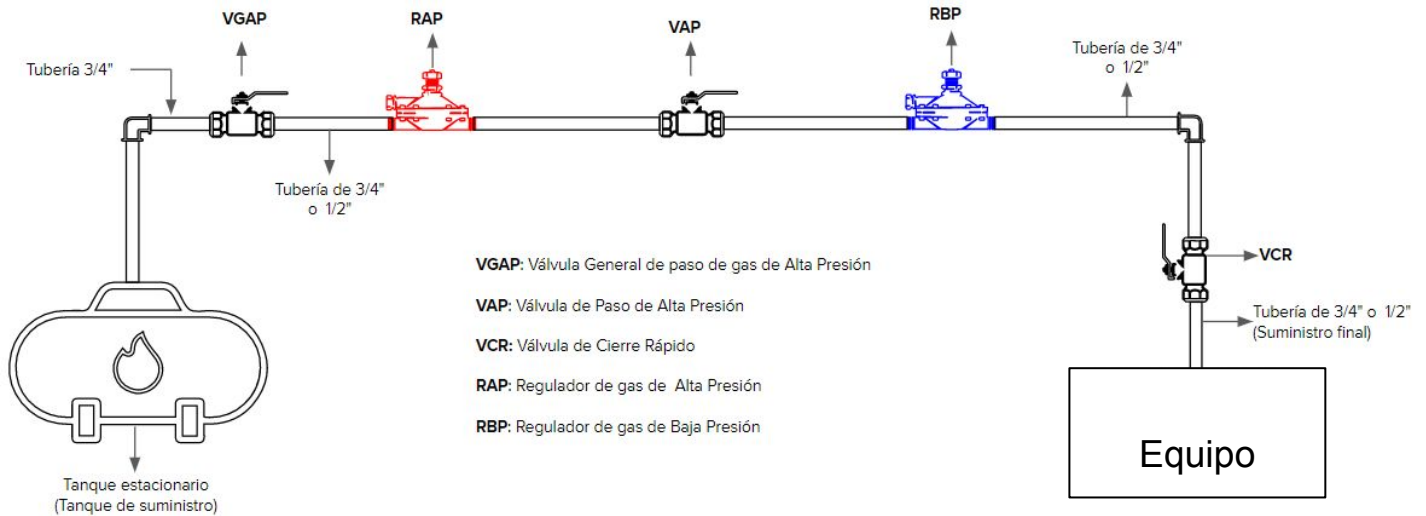 VGAP
RAP
VAP
RBP
Tubería 3/4"
Tubería de 3/4"
o 1/2"
Tubería de 3/4"
o 1/2"
VGAP: Válvula General de paso de gas de Alta Presión
VAP: Válvula de Paso de Alta Presión
VCR: Válvula de Cierre Rápido
RAP: Regulador de gas de Alta Presión
RBP: Regulador de gas de Baja Presión
VCR
Tubería de 3/4" o 1/2"
(Suministro final)
Equipo
Tanque estacionario
(Tanque de suministro)